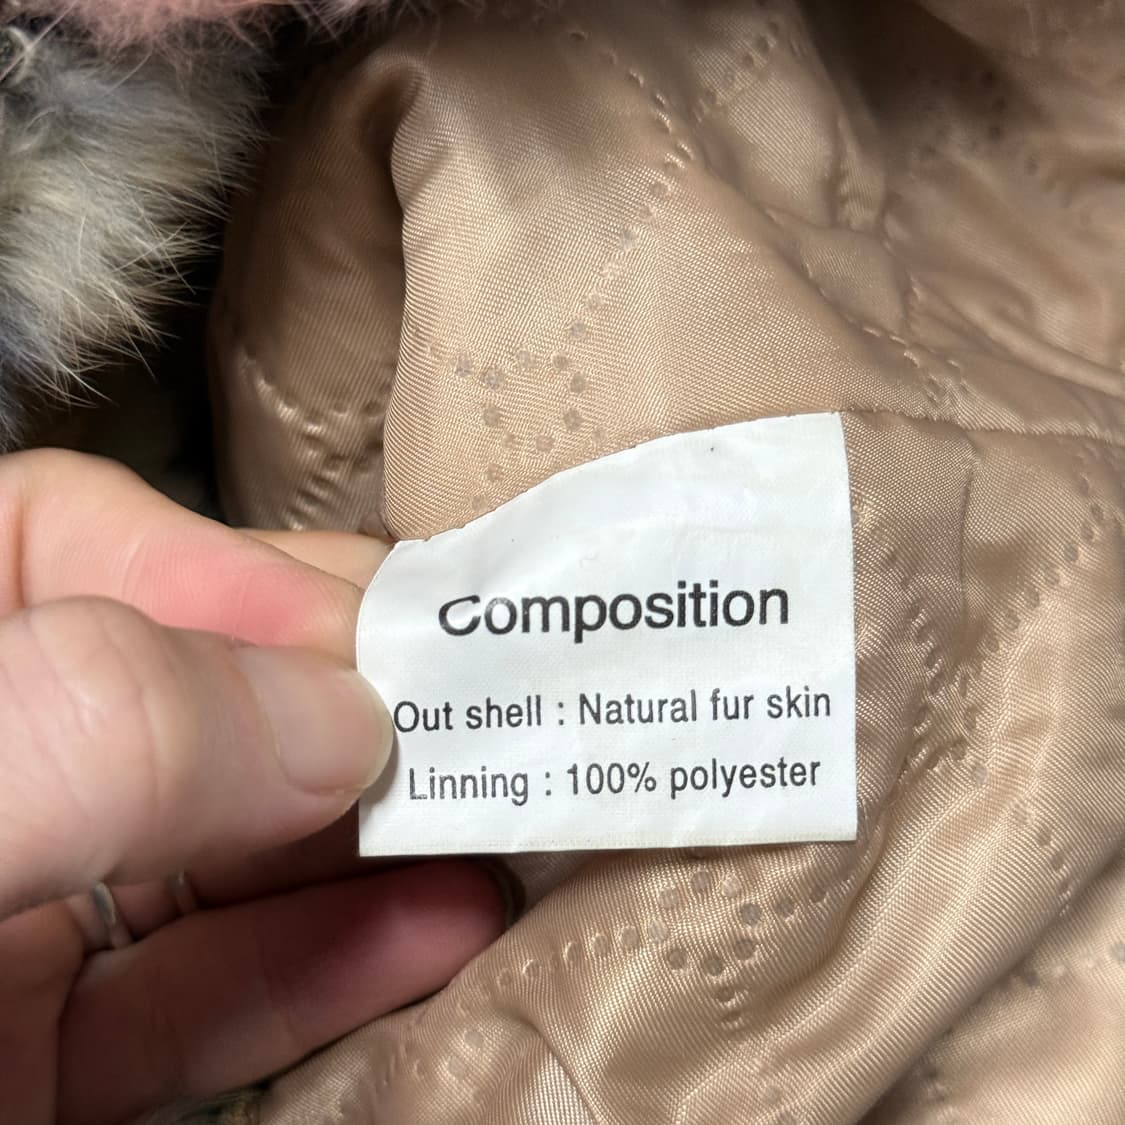 Composition
Out shell : Natural fur skin
Linning : 100% polyester